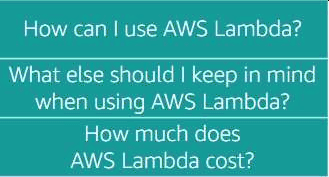 How can I use AWS Lambda?
What else should I keep in mind
when using AWS Lambda?
How much does
AWS Lambda cost?